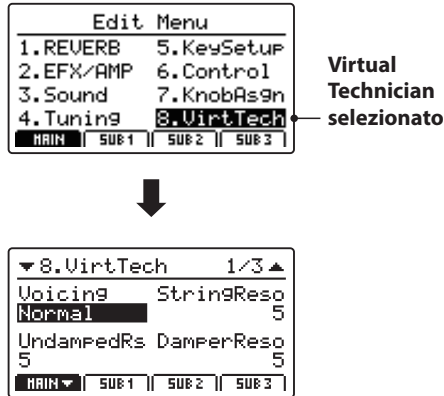 Edit Menu
1.REVERB 5.KeySetup
2.EFX/AMP 6.Control
3.Sound 7.KnobAsgn
4.Tuning 8.VirtTech
MAIN SUB1 SUB2 SUB3
Virtual
Technician
selezionato
▼8.VirtTech 1/3▲
Voicing StringReso
Normal 5
UndampedRs DamperReso
5 5
MAIN▼ SUB1 SUB2 SUB3